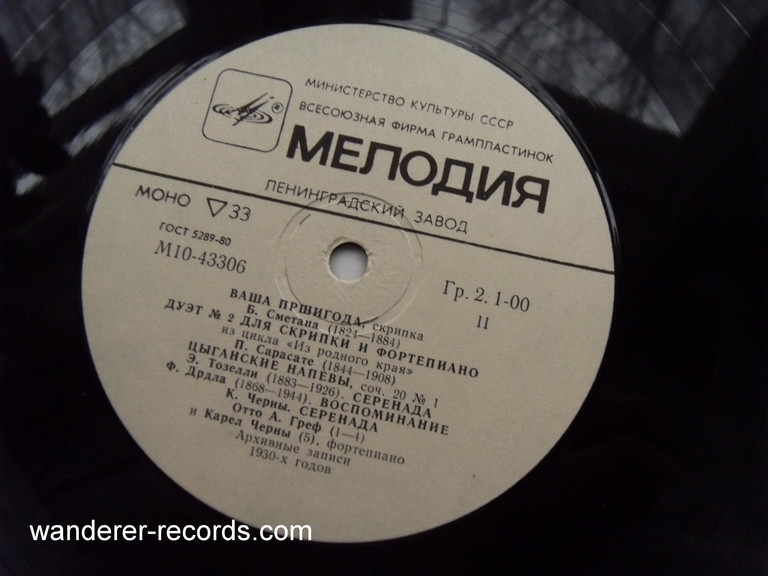 ®
МИНИСТЕРСТВО КУЛЬТУРЫ СССР
ВСЕСОЮЗНАЯ ФИРМА ГРАМПЛАСТИНОК
МЕЛОДИЯ
ЛЕНИНГРАДСКИЙ ЗАВОД
МОНО ▽33
ГОСТ 5289-80
М10-43306
Гр. 2. 1-00
11
ВАША ПРШИГОДА, скрипка
Б. Сметана (1824—1884)
ДУЭТ № 2 ДЛЯ СКРИПКИ И ФОРТЕПИАНО
из цикла «Из родного края»
П. Сарасате (1844—1908)
ЦЫГАНСКИЕ НАПЕВЫ, соч. 20 № 1
Э. Тозелли (1883—1926). СЕРЕНАДА
Ф. Дрдла (1868—1944). ВОСПОМИНАНИЕ
К. Черны. СЕРЕНАДА
Отто А. Греф (1—4)
и Карел Черны (5), фортепиано
Архивные записи
1930-х годов
wanderer-records.com